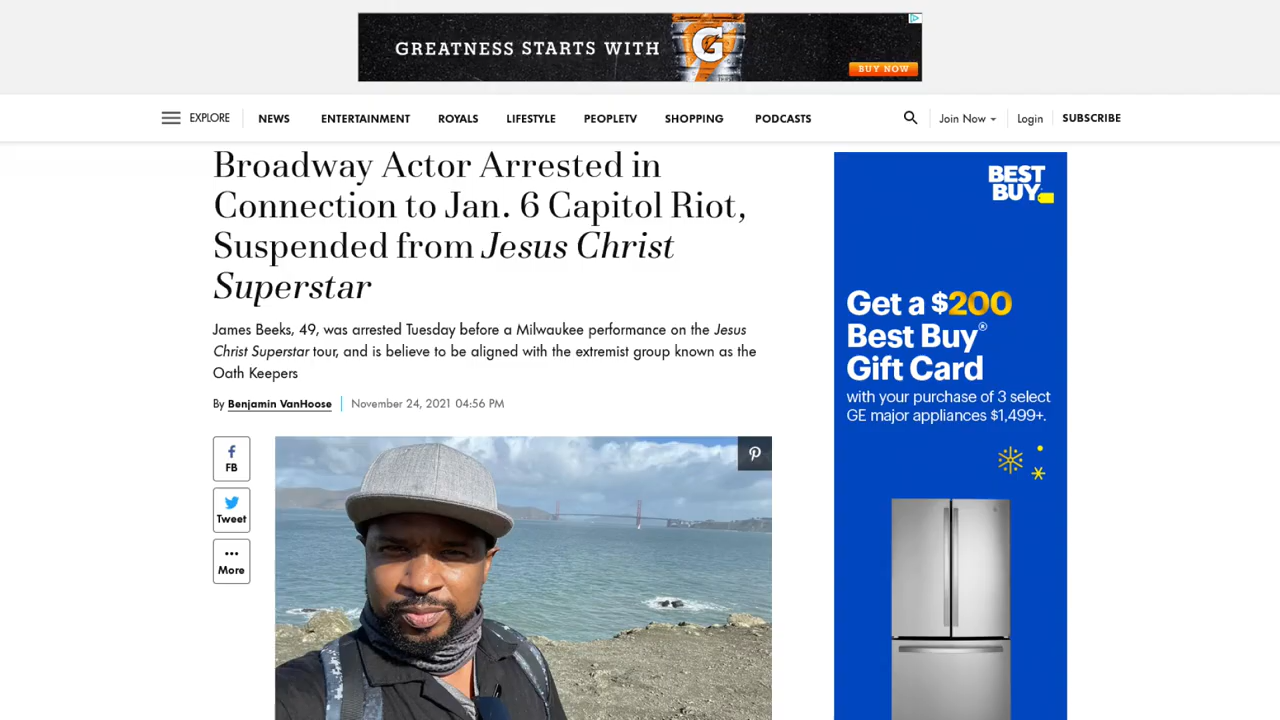 GREATNESS STARTS WITH
G
BUY NOW
EXPLORE
NEWS
ENTERTAINMENT
ROYALS
LIFESTYLE
PEOPLETV
SHOPPING
PODCASTS
Join Now
Login
SUBSCRIBE
Broadway Actor Arrested in
Connection to Jan. 6 Capitol Riot,
Suspended from Jesus Christ
Superstar
James Beeks, 49, was arrested Tuesday before a Milwaukee performance on the Jesus
Christ Superstar tour, and is believe to be aligned with the extremist group known as the
Oath Keepers
By Benjamin VanHoose
November 24, 2021 04:56 PM
FB
Tweet
More
BEST
BUY
Get a $200
Best Buy®
Gift Card
with your purchase of 3 select
GE major appliances $1,499+.